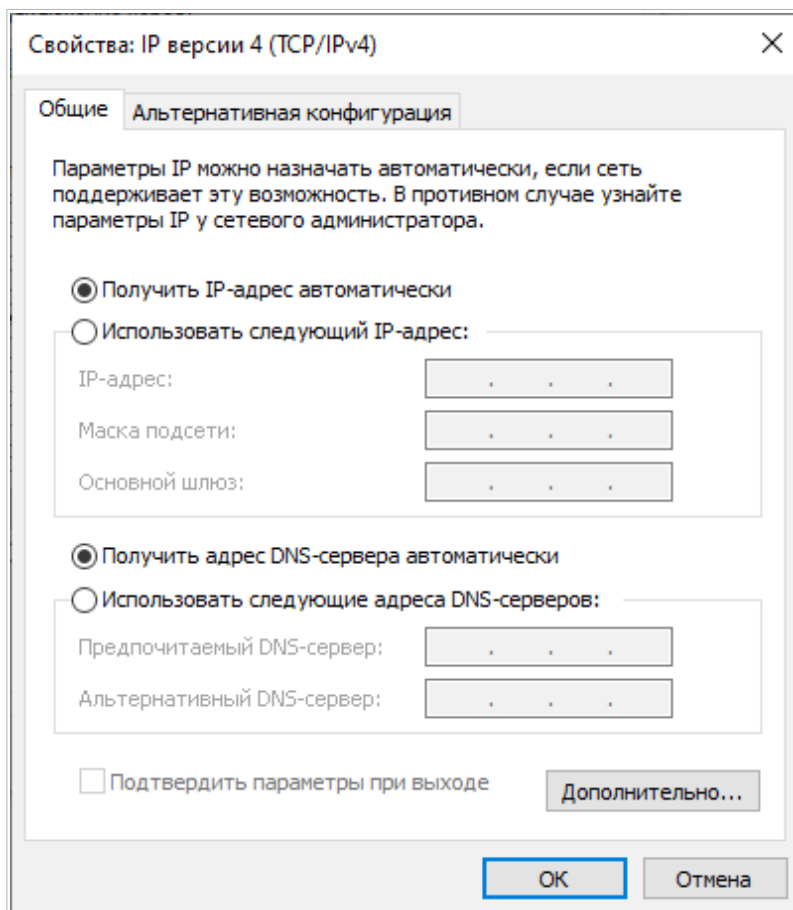 Свойства: IP версии 4 (TCP/IPv4)
Общие
Альтернативная конфигурация
Параметры IP можно назначать автоматически, если сеть
поддерживает эту возможность. В противном случае узнайте
параметры IP у сетевого администратора.
Получить IP-адрес автоматически
Использовать следующий IP-адрес:
IP-адрес:
Маска подсети:
Основной шлюз:
Получить адрес DNS-сервера автоматически
Использовать следующие адреса DNS-серверов:
Предпочитаемый DNS-сервер:
Альтернативный DNS-сервер:
Подтвердить параметры при выходе
Дополнительно...
ОК
Отмена